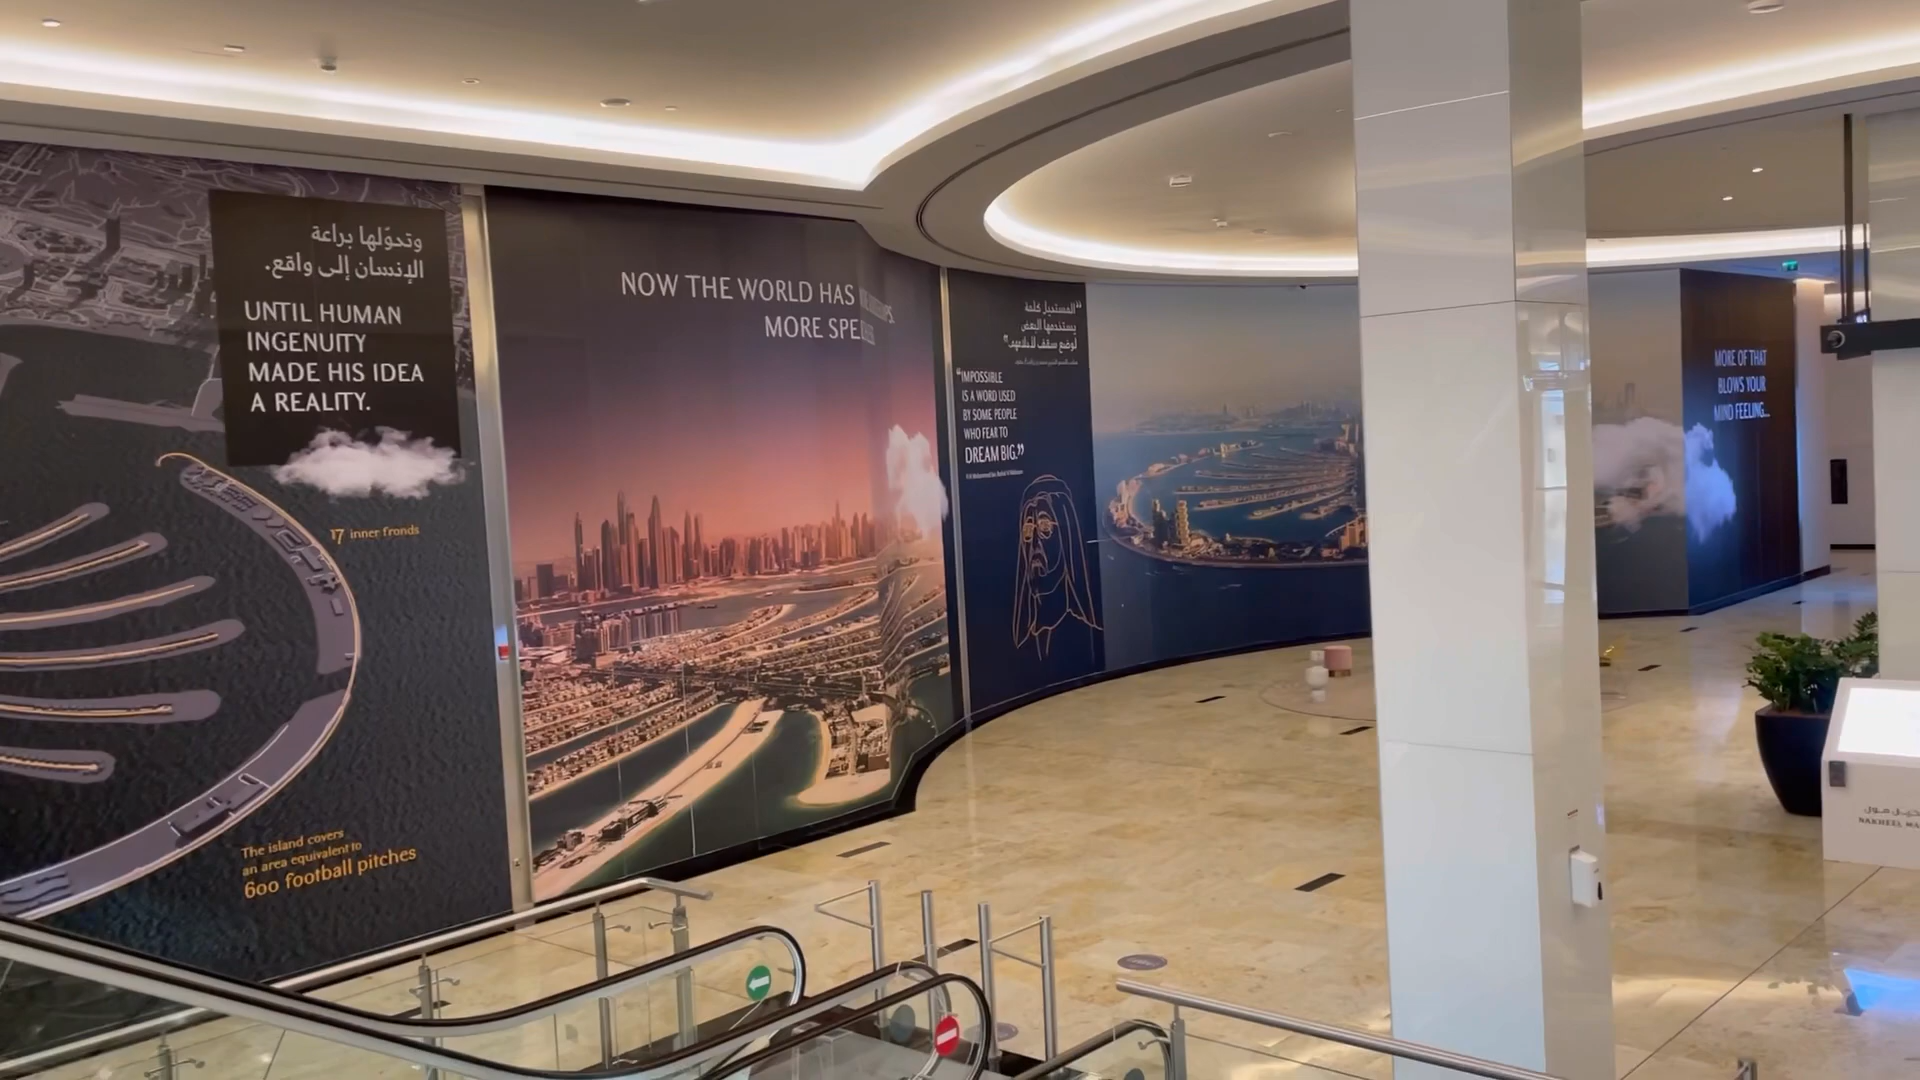 وتحوّلها براعة
الإنسان إلى واقع.
UNTIL HUMAN
INGENUITY
MADE HIS IDEA
A REALITY.
17 inner fronds
The island covers
an area equivalent to
600 football pitches
NOW THE WORLD HAS
MORE SPE
"المستحيل كلمة
يستخدمها البعض
لوضع سقف لأحلامهم"
"IMPOSSIBLE
IS A WORD USED
BY SOME PEOPLE
WHO FEAR TO
DREAM BIG."
MORE OF THAT
BLOWS YOUR
MIND FEELING...
نخيل مول
NAKHEEL MA